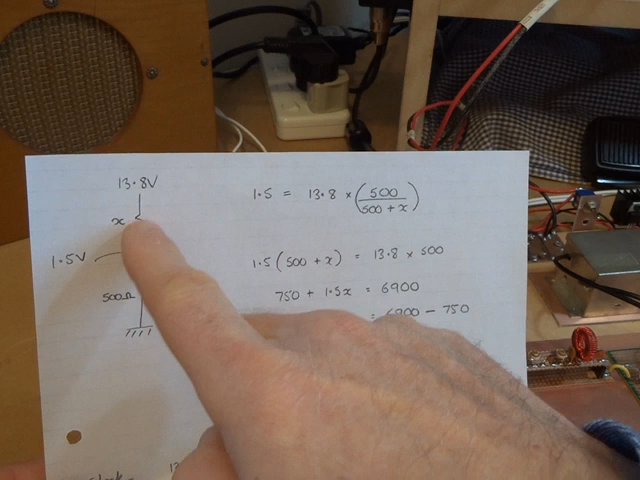 13.8V
x
1.5V
500Ω
1.5 = 13.8 × (500 / 500 + x)
1.5(500 + x) = 13.8 × 500
750 + 1.5x = 6900
= 6900 - 750